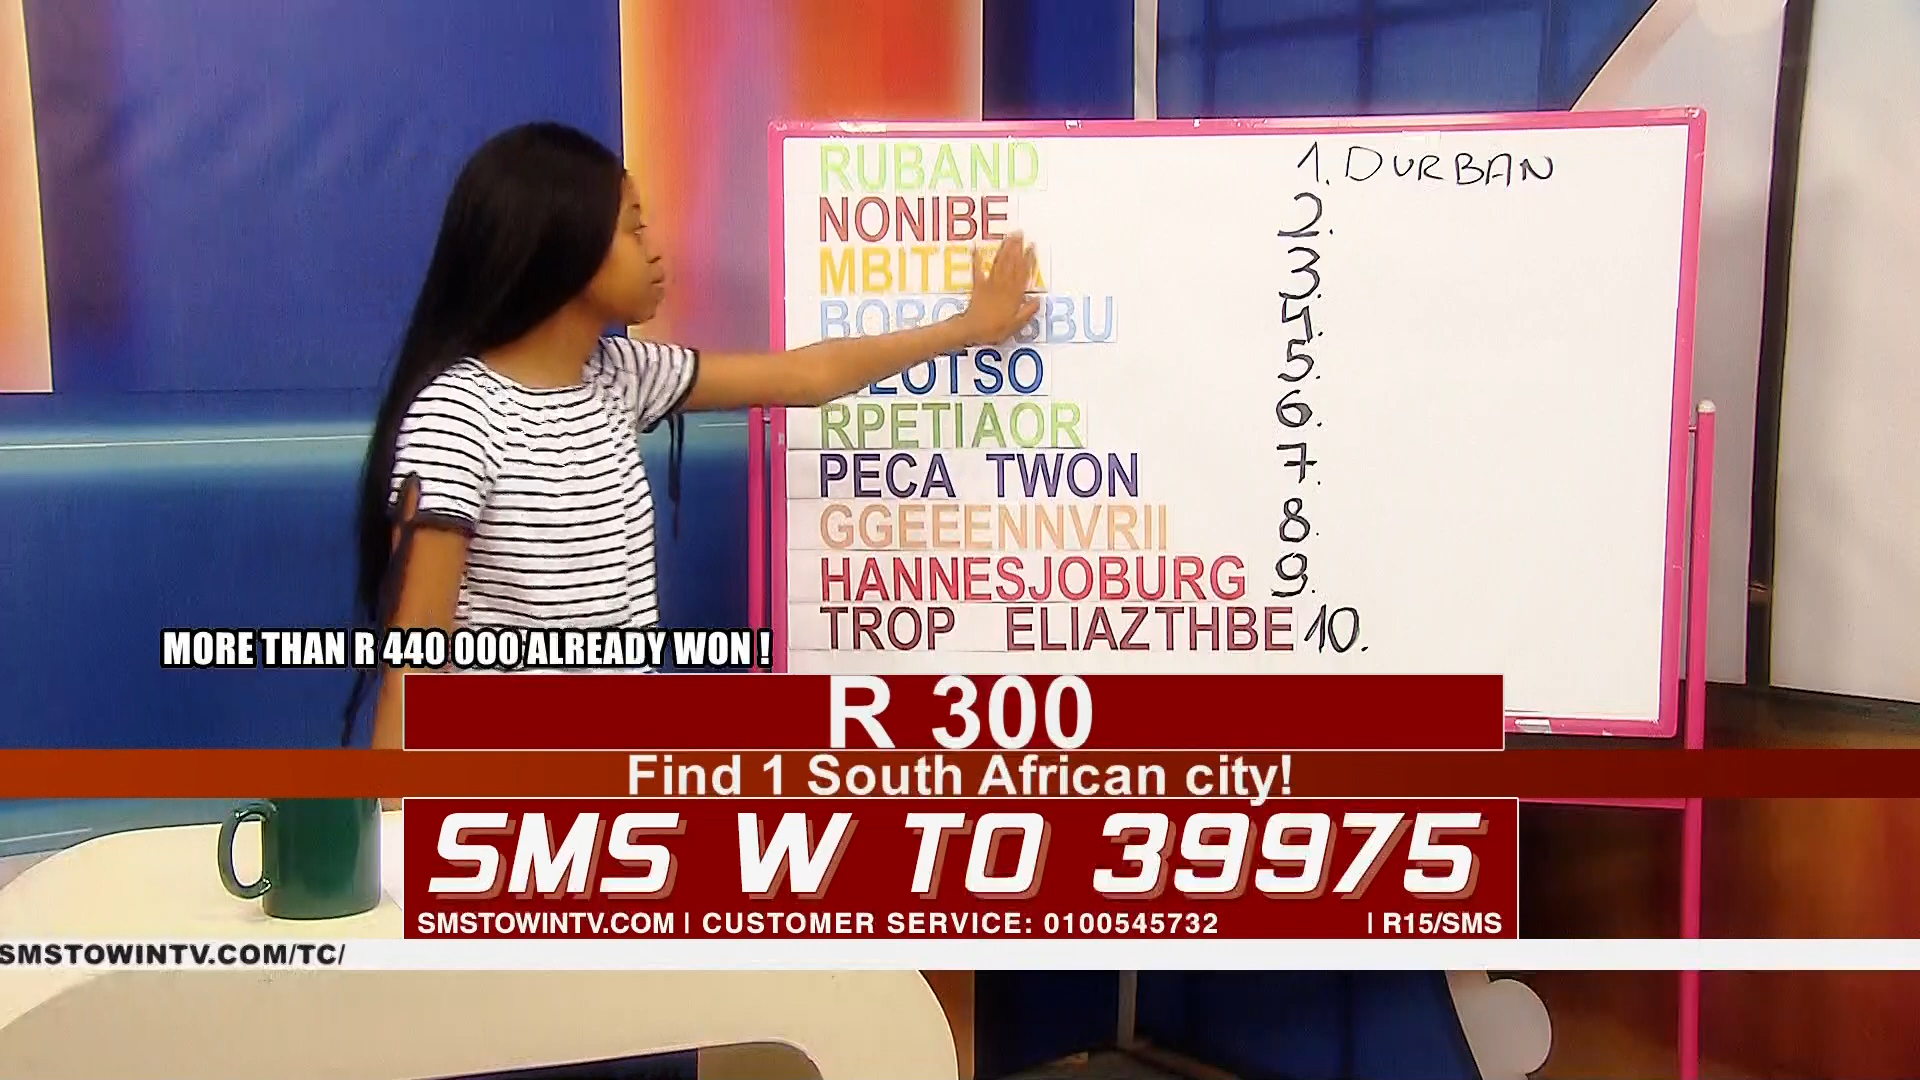 RUBAND
1. DURBAN
NONIBE
2.
3.
4.
5.
RPETIAOR
6.
PECA TWON
7.
GGEEENNVRII
8.
HANNESJOBURG
9.
TROP ELIAZTHBE
10.
MORE THAN R 440 000 ALREADY WON !
R 300
Find 1 South African city!
SMS W TO 39975
SMSTOWINTV.COM | CUSTOMER SERVICE: 0100545732 | R15/SMS
SMSTOWINTV.COM/TC/